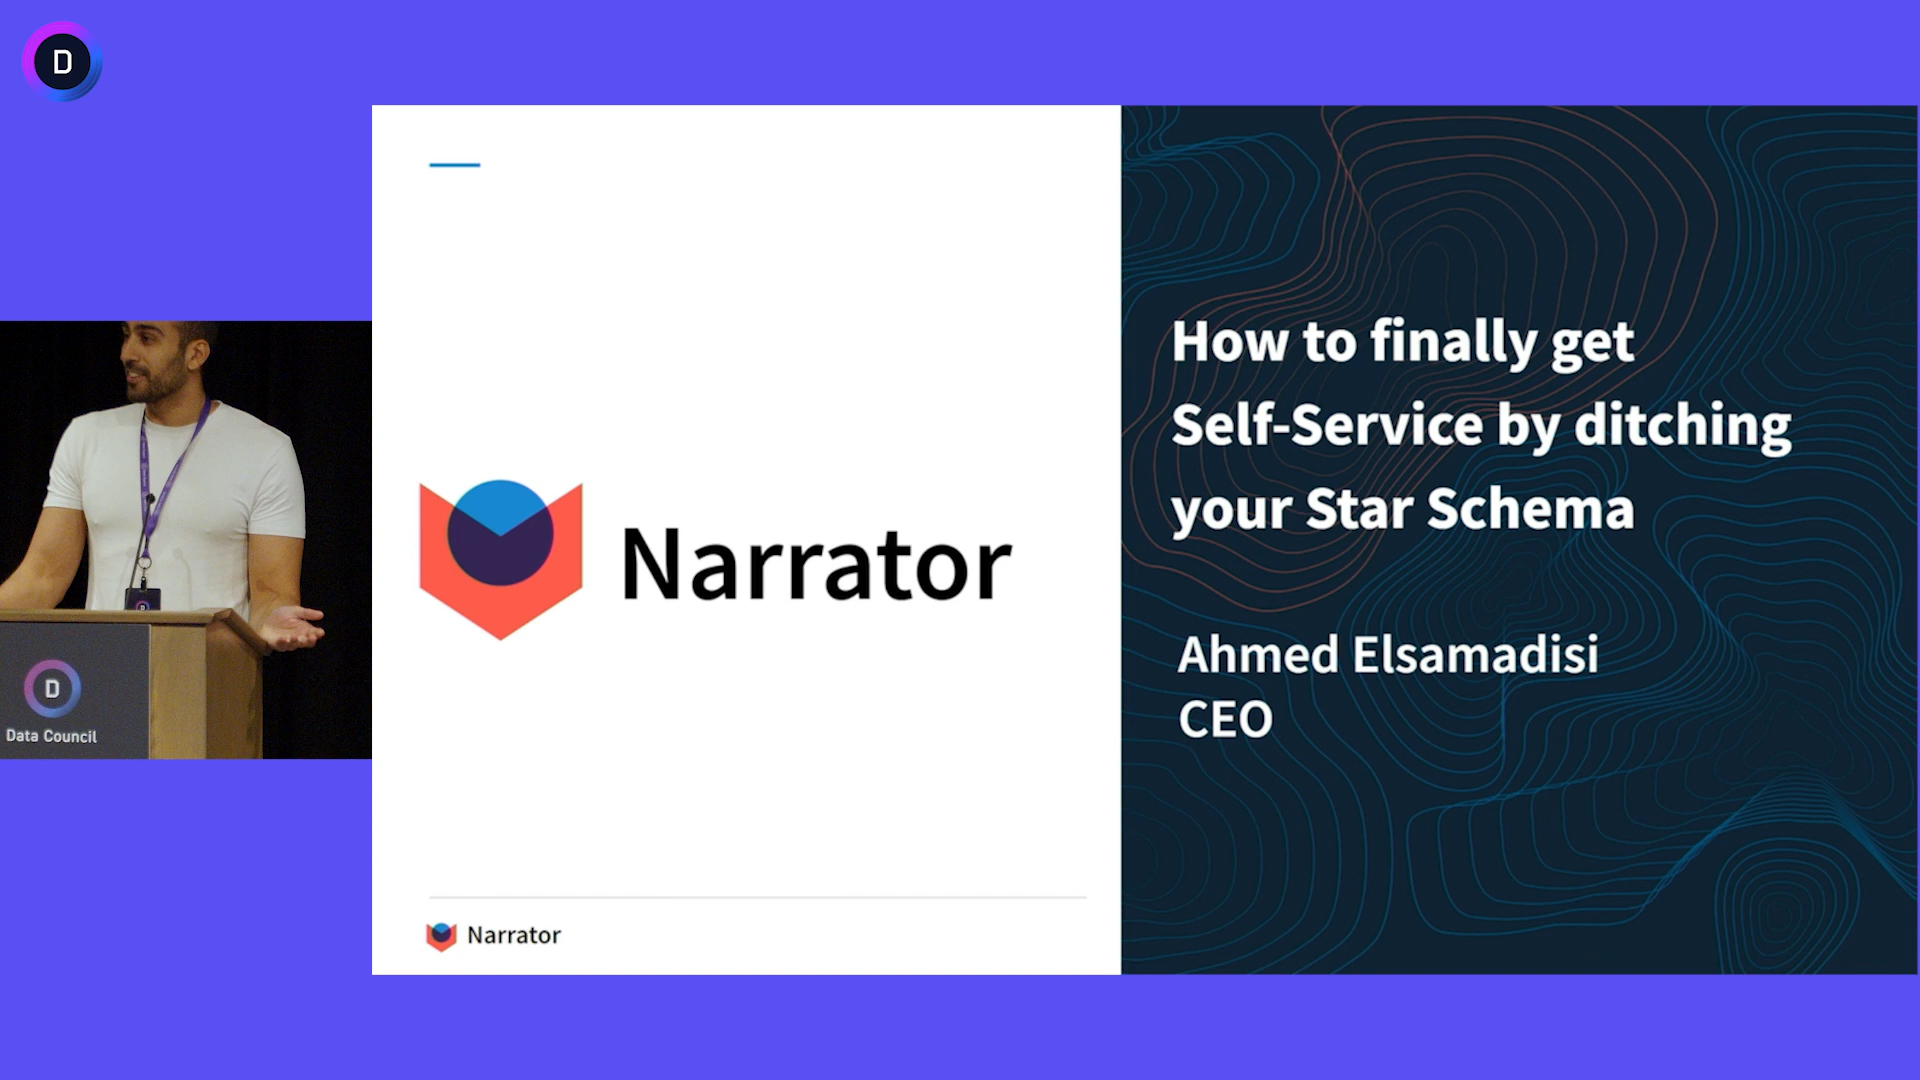 D
Narrator
How to finally get
Self-Service by ditching
your Star Schema
Ahmed Elsamadisi
CEO
D
Data Council
Narrator